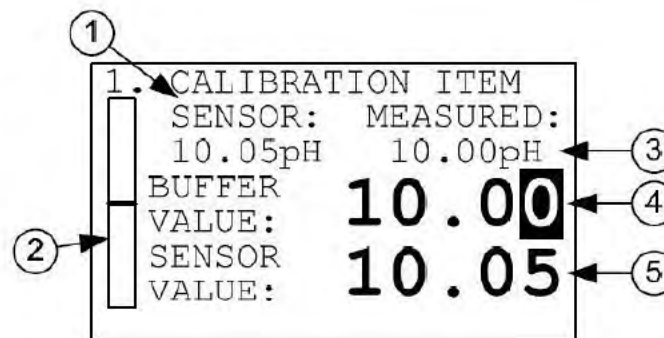 1
1. CALIBRATION ITEM
SENSOR: MEASURED:
10.05pH 10.00pH
3
BUFFER
VALUE:
10.00
4
2
SENSOR
VALUE:
10.05
5